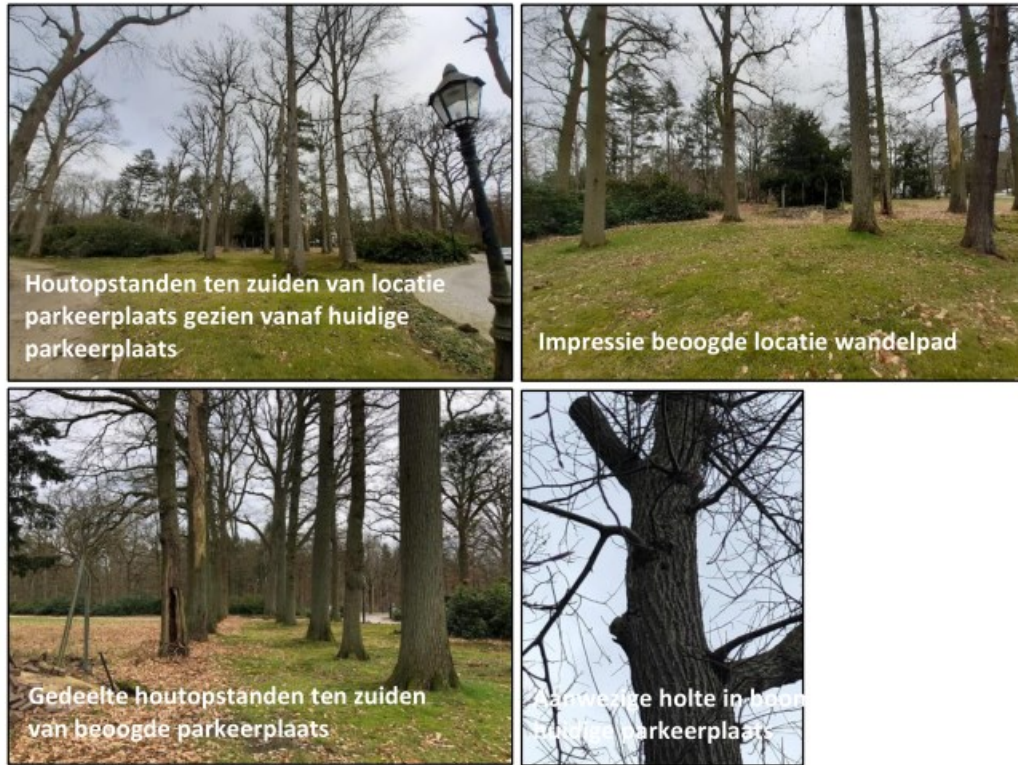 Houtopstanden ten zuiden van locatie
parkeerplaats gezien vanaf huidige
parkeerplaats
Impressie beoogde locatie wandelpad
Gedeelte houtopstanden ten zuiden
van beoogde parkeerplaats
Aanwezige holte in boom
huidige parkeerplaats